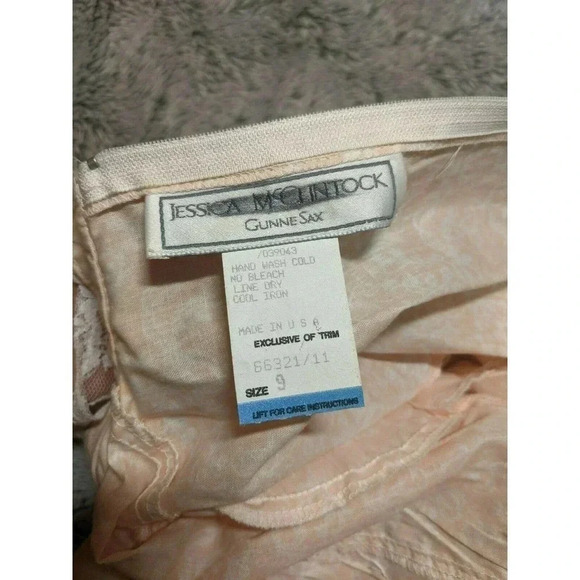 JESSICA MCCLINTOCK
GUNNE SAX
/039043
HAND WASH COLD
NO BLEACH
LINE DRY
COOL IRON
MADE IN U S A
EXCLUSIVE OF TRIM
66321/11
SIZE 9
LIFT FOR CARE INSTRUCTIONS